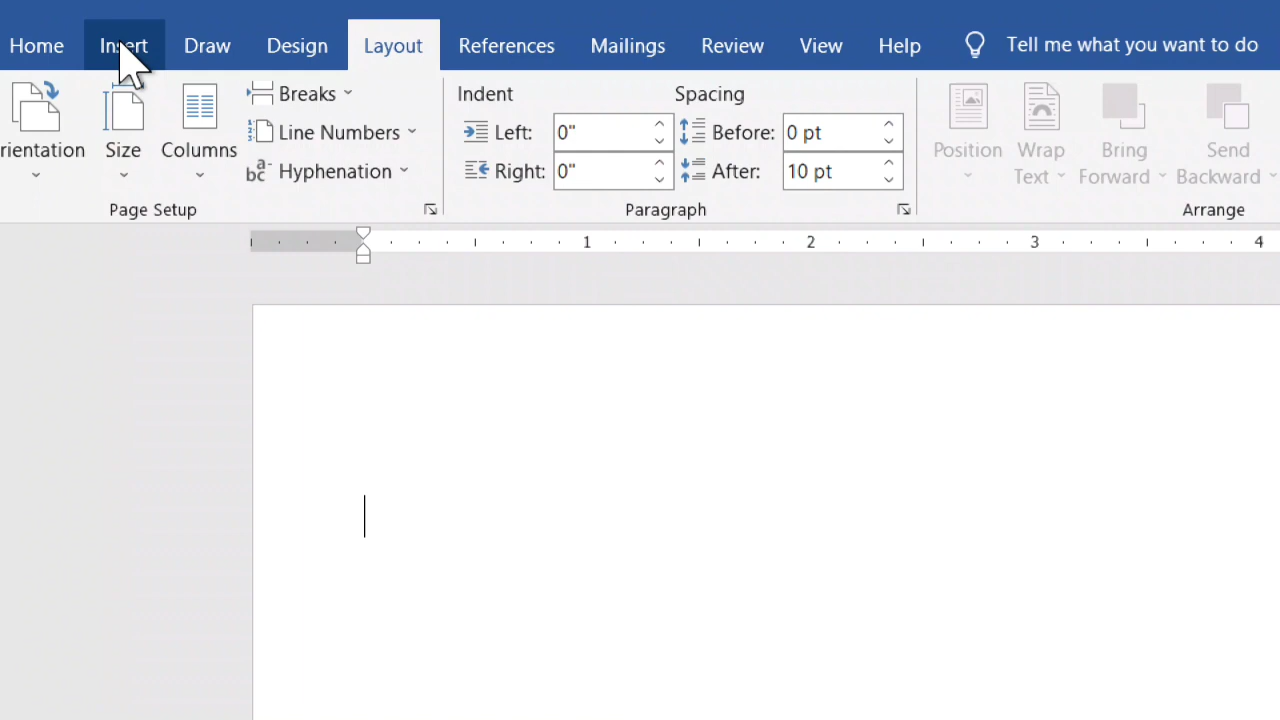 Home Insert Draw Design Layout References Mailings Review View Help Tell me what you want to do
rientation Size Columns
Breaks
Line Numbers
Hyphenation
Page Setup
Indent
Left: 0"
Right: 0"
Spacing
Before: 0 pt
After: 10 pt
Paragraph
Position
Wrap
Text
Bring
Forward
Send
Backward
Arrange
1 2 3 4